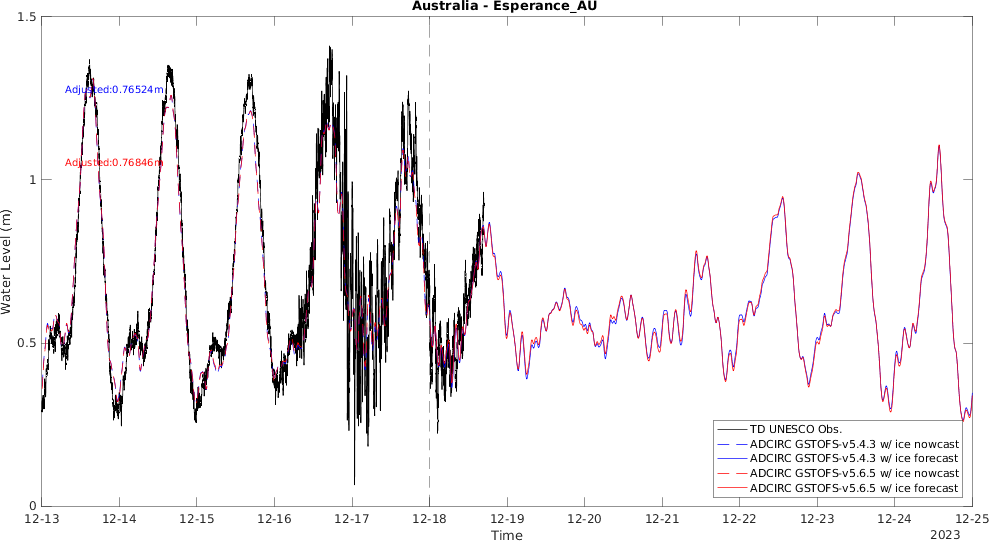 Australia - Esperance_AU
1.5
Adjusted:0.76524m
Adjusted:0.76846m
1
0.5
0
Water Level (m)
TD UNESCO Obs.
ADCIRC GSTOFS-v5.4.3 w/ ice nowcast
ADCIRC GSTOFS-v5.4.3 w/ ice forecast
ADCIRC GSTOFS-v5.6.5 w/ ice nowcast
ADCIRC GSTOFS-v5.6.5 w/ ice forecast
12-13 12-14 12-15 12-16 12-17 12-18 12-19 12-20 12-21 12-22 12-23 12-24 12-25
Time
2023